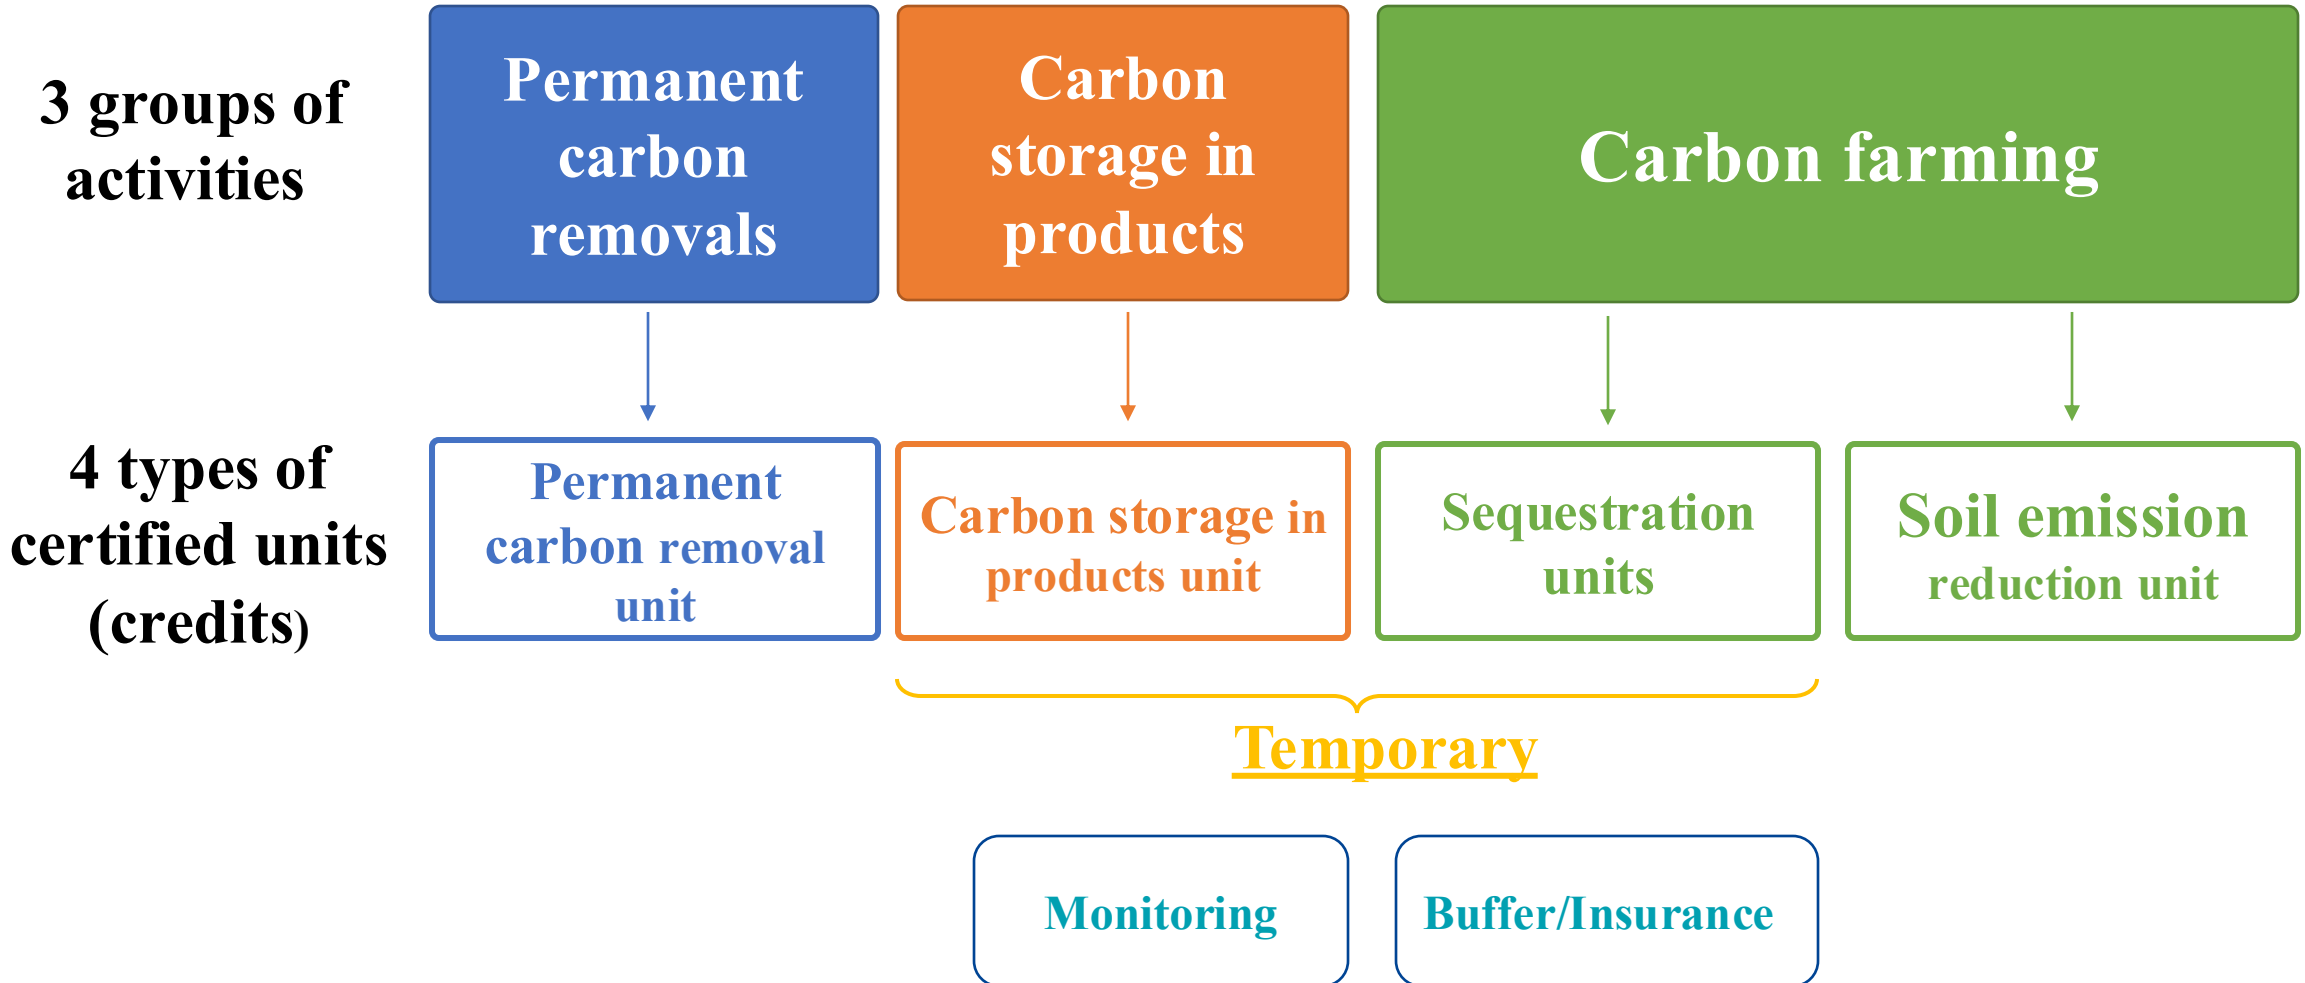 3 groups of
activities
Permanent
carbon
removals
Carbon
storage in
products
Carbon farming
4 types of
certified units
(credits)
Permanent
carbon removal
unit
Carbon storage in
products unit
Sequestration
units
Soil emission
reduction unit
Temporary
Monitoring
Buffer/Insurance